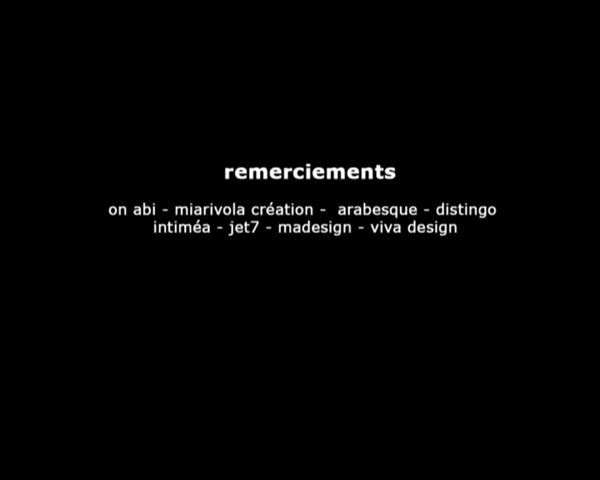 remerciements
on abi - miarivola création - arabesque - distingo
intiméa - jet7 - madesign - viva design